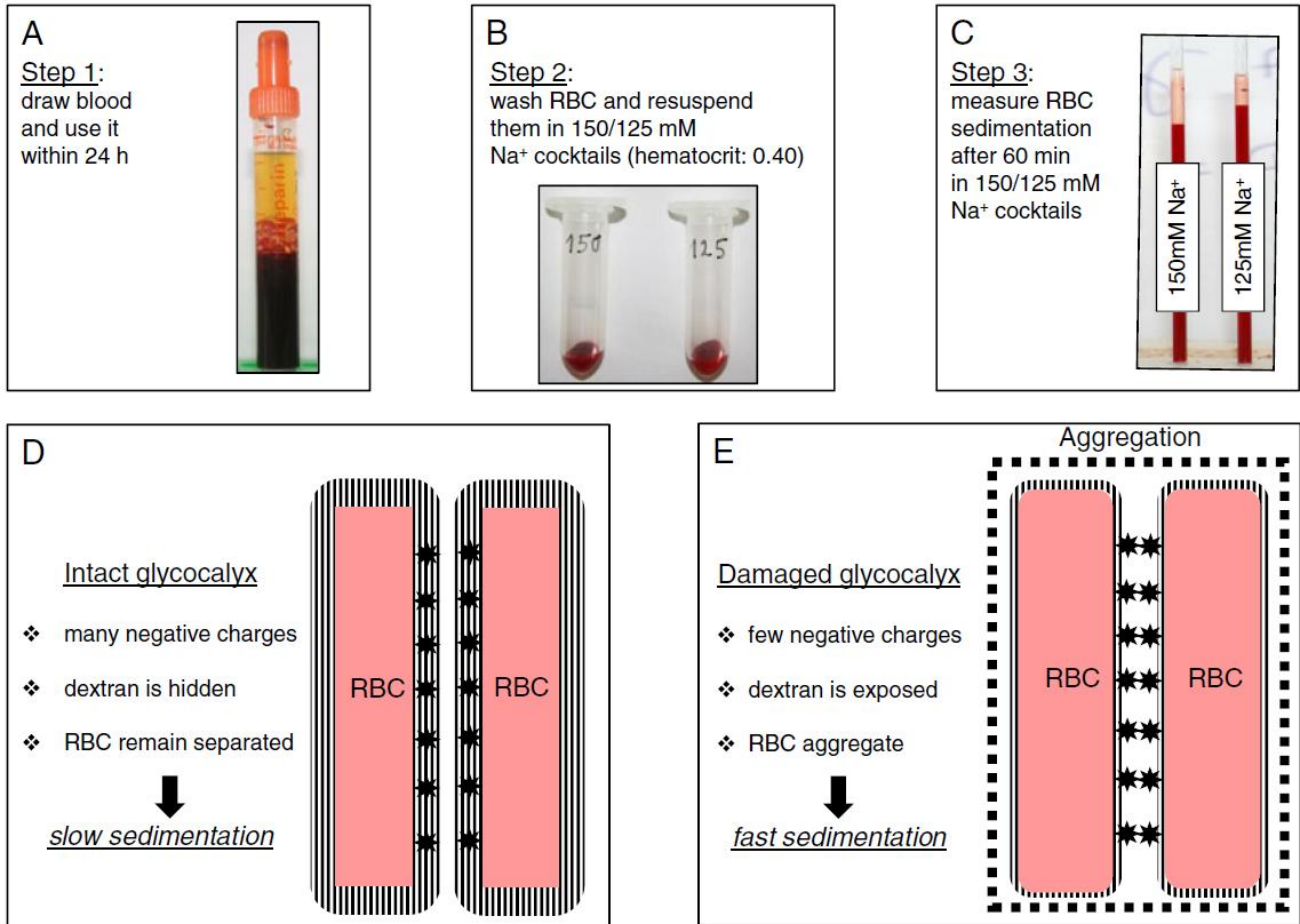 A
Step 1:
draw blood
and use it
within 24 h
eparin
B
Step 2:
wash RBC and resuspend
them in 150/125 mM
Na⁺ cocktails (hematocrit: 0.40)
150
125
C
Step 3:
measure RBC
sedimentation
after 60 min
in 150/125 mM
Na⁺ cocktails
150mM Na⁺
125mM Na⁺
D
Intact glycocalyx
❖ many negative charges
❖ dextran is hidden
❖ RBC remain separated
slow sedimentation
RBC
RBC
E
Aggregation
Damaged glycocalyx
❖ few negative charges
❖ dextran is exposed
❖ RBC aggregate
fast sedimentation
RBC
RBC